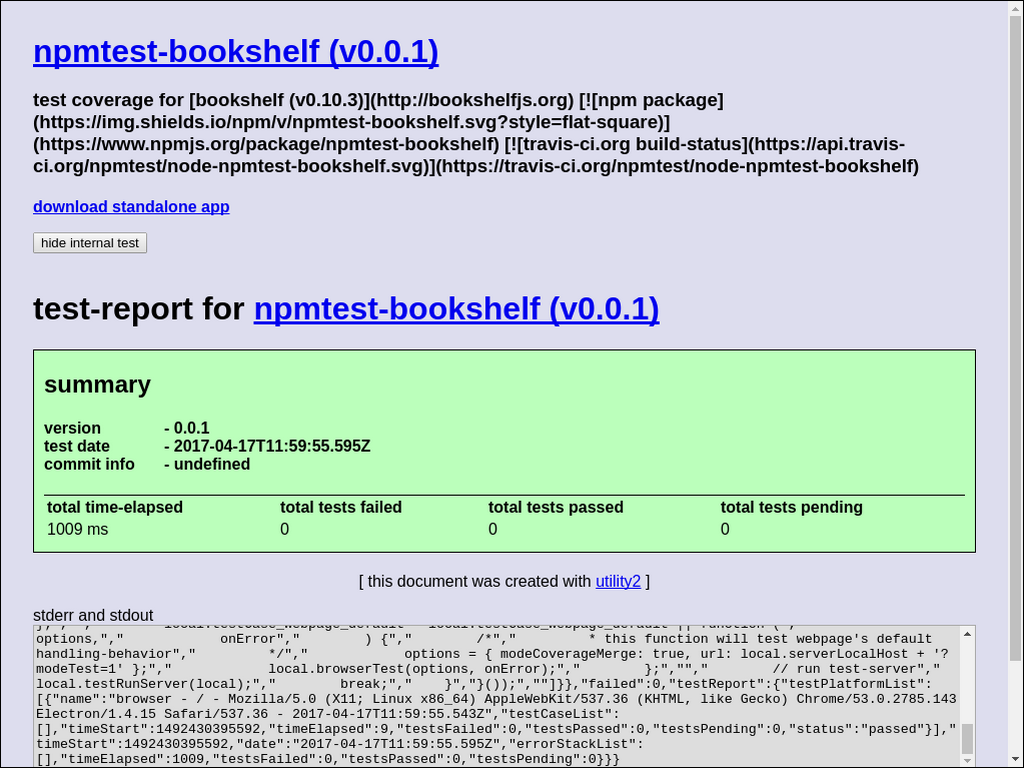 npmtest-bookshelf (v0.0.1)
test coverage for [bookshelf (v0.10.3)](http://bookshelfjs.org) [![npm package]
(https://img.shields.io/npm/v/npmtest-bookshelf.svg?style=flat-square)]
(https://www.npmjs.org/package/npmtest-bookshelf) [![travis-ci.org build-status](https://api.travis-
ci.org/npmtest/node-npmtest-bookshelf.svg)](https://travis-ci.org/npmtest/node-npmtest-bookshelf)
download standalone app
hide internal test
test-report for npmtest-bookshelf (v0.0.1)
summary
version - 0.0.1
test date - 2017-04-17T11:59:55.595Z
commit info - undefined
total time-elapsed total tests failed total tests passed total tests pending
1009 ms 0 0 0
[ this document was created with utility2 ]
stderr and stdout
options,","            onError","        ) {","        /*","         * this function will test webpage's default
handling-behavior","         */","            options = { modeCoverageMerge: true, url: local.serverLocalHost + '?
modeTest=1' };","            local.browserTest(options, onError);","        };","","        // run test-server","
local.testRunServer(local);","        break;","    }","}());",""]}},"failed":0,"testReport":{"testPlatformList":
[{"name":"browser - / - Mozilla/5.0 (X11; Linux x86_64) AppleWebKit/537.36 (KHTML, like Gecko) Chrome/53.0.2785.143
Electron/1.4.15 Safari/537.36 - 2017-04-17T11:59:55.543Z","testCaseList":
[],"timeStart":1492430395592,"timeElapsed":9,"testsFailed":0,"testsPassed":0,"testsPending":0,"status":"passed"}],"
timeStart":1492430395592,"date":"2017-04-17T11:59:55.595Z","errorStackList":
[],"timeElapsed":1009,"testsFailed":0,"testsPassed":0,"testsPending":0}}}